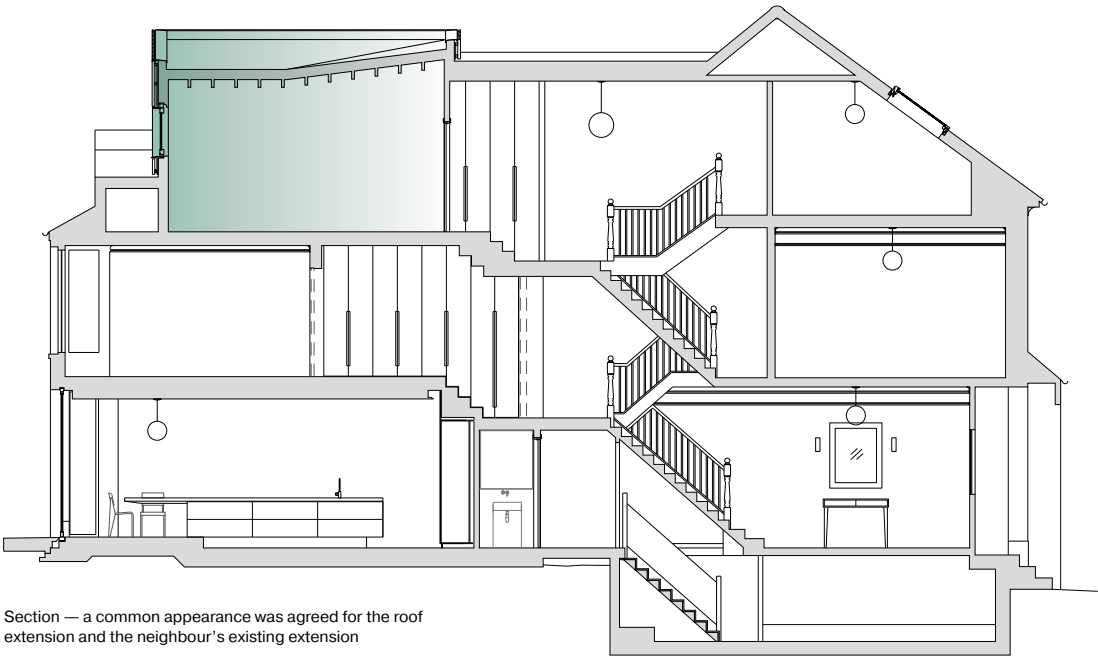 Section — a common appearance was agreed for the roof
extension and the neighbour's existing extension